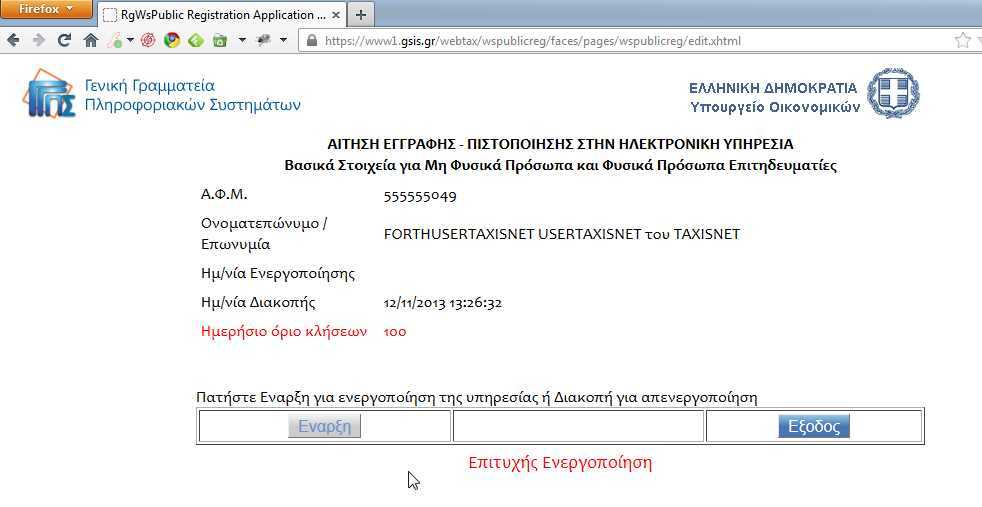 Firefox
RgWsPublic Registration Application ...
https://www1.gsis.gr/webtax/wspublicreg/faces/pages/wspublicreg/edit.xhtml
Γενική Γραμματεία
Πληροφοριακών Συστημάτων
ΕΛΛΗΝΙΚΗ ΔΗΜΟΚΡΑΤΙΑ
Υπουργείο Οικονομικών
ΑΙΤΗΣΗ ΕΓΓΡΑΦΗΣ - ΠΙΣΤΟΠΟΙΗΣΗΣ ΣΤΗΝ ΗΛΕΚΤΡΟΝΙΚΗ ΥΠΗΡΕΣΙΑ
Βασικά Στοιχεία για Μη Φυσικά Πρόσωπα και Φυσικά Πρόσωπα Επιτηδευματίες
Α.Φ.Μ. 555555049
Ονοματεπώνυμο /
Επωνυμία FORTHUSERTAXISNET USERTAXISNET του TAXISNET
Ημ/νία Ενεργοποίησης
Ημ/νία Διακοπής 12/11/2013 13:26:32
Ημερήσιο όριο κλήσεων 100
Πατήστε Εναρξη για ενεργοποίηση της υπηρεσίας ή Διακοπή για απενεργοποίηση
Εναρξη Εξοδος
Επιτυχής Ενεργοποίηση